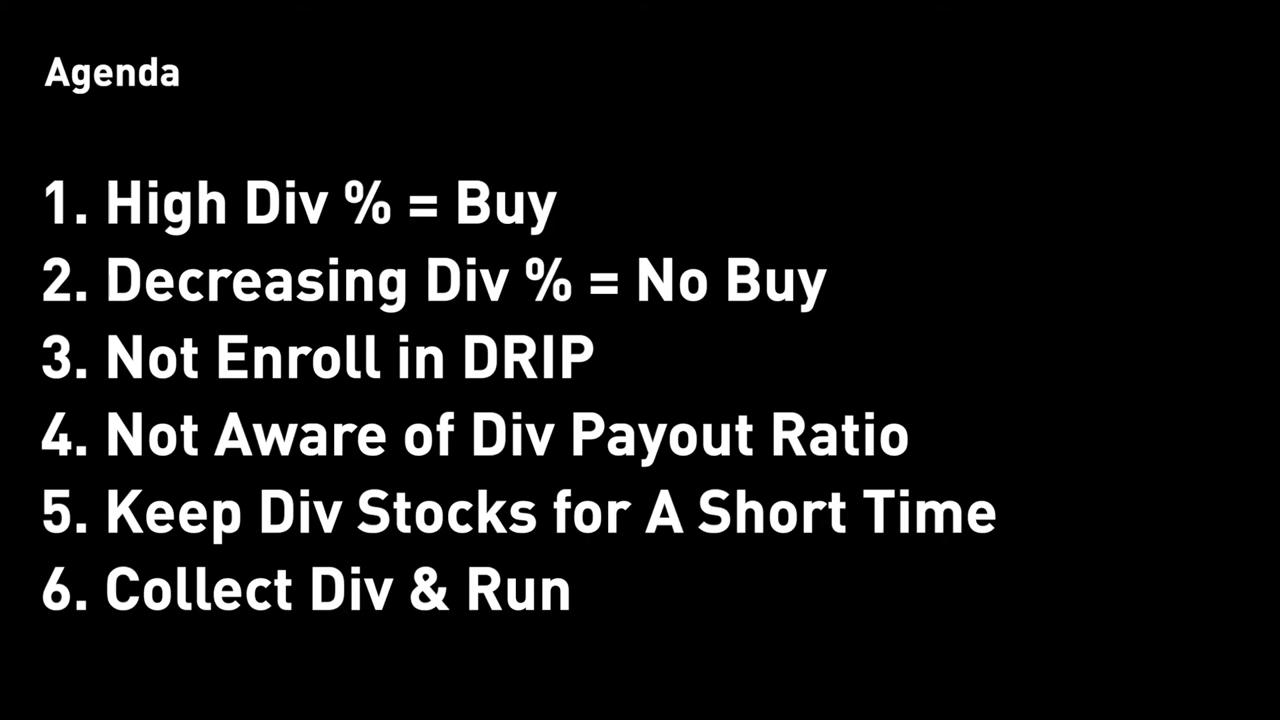 Agenda
1. High Div % = Buy
2. Decreasing Div % = No Buy
3. Not Enroll in DRIP
4. Not Aware of Div Payout Ratio
5. Keep Div Stocks for A Short Time
6. Collect Div & Run